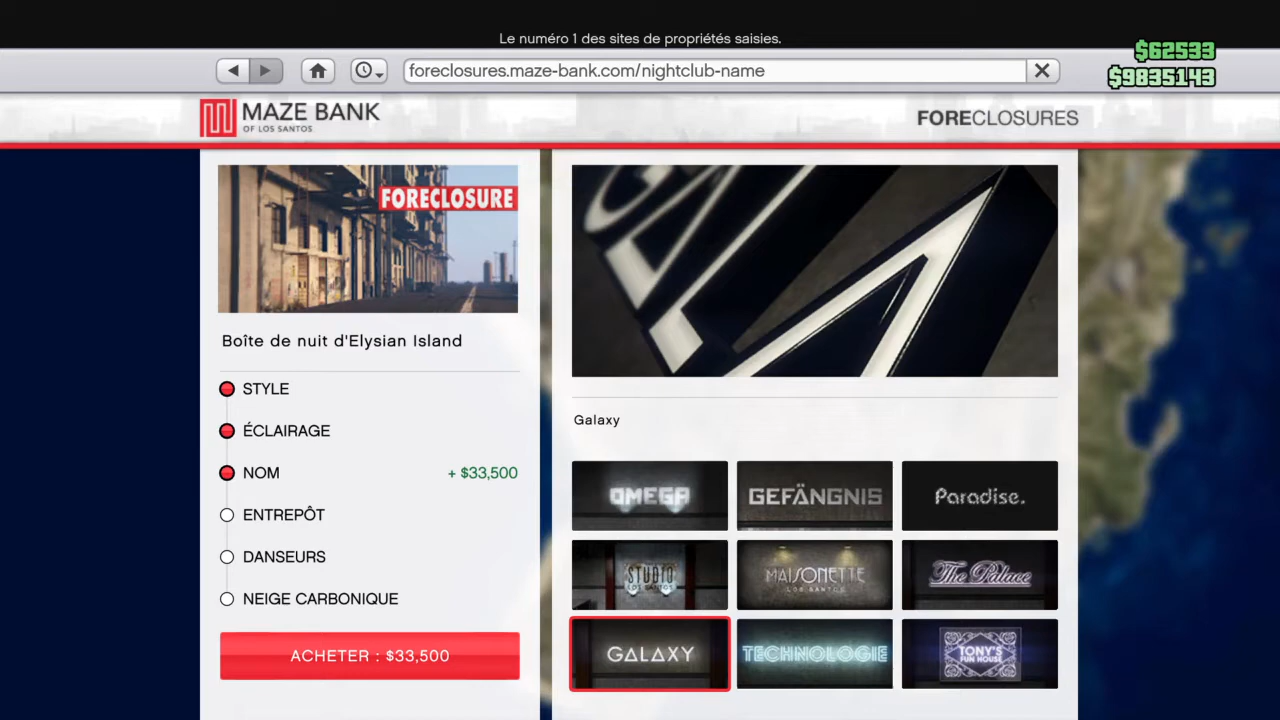 Le numéro 1 des sites de propriétés saisies.
$62533
foreclosures.maze-bank.com/nightclub-name
$9835143
MAZE BANK
OF LOS SANTOS
FORECLOSURES
FORECLOSURE
Boîte de nuit d'Elysian Island
STYLE
ÉCLAIRAGE
NOM + $33,500
ENTREPÔT
DANSEURS
NEIGE CARBONIQUE
ACHETER : $33,500
Galaxy
OMEGA
GEFÄNGNIS
Paradise.
STUDIO
LOS SANTOS
MAISONETTE
LOS SANTOS
The Palace
GALAXY
TECHNOLOGIE
TONY'S
FUN HOUSE